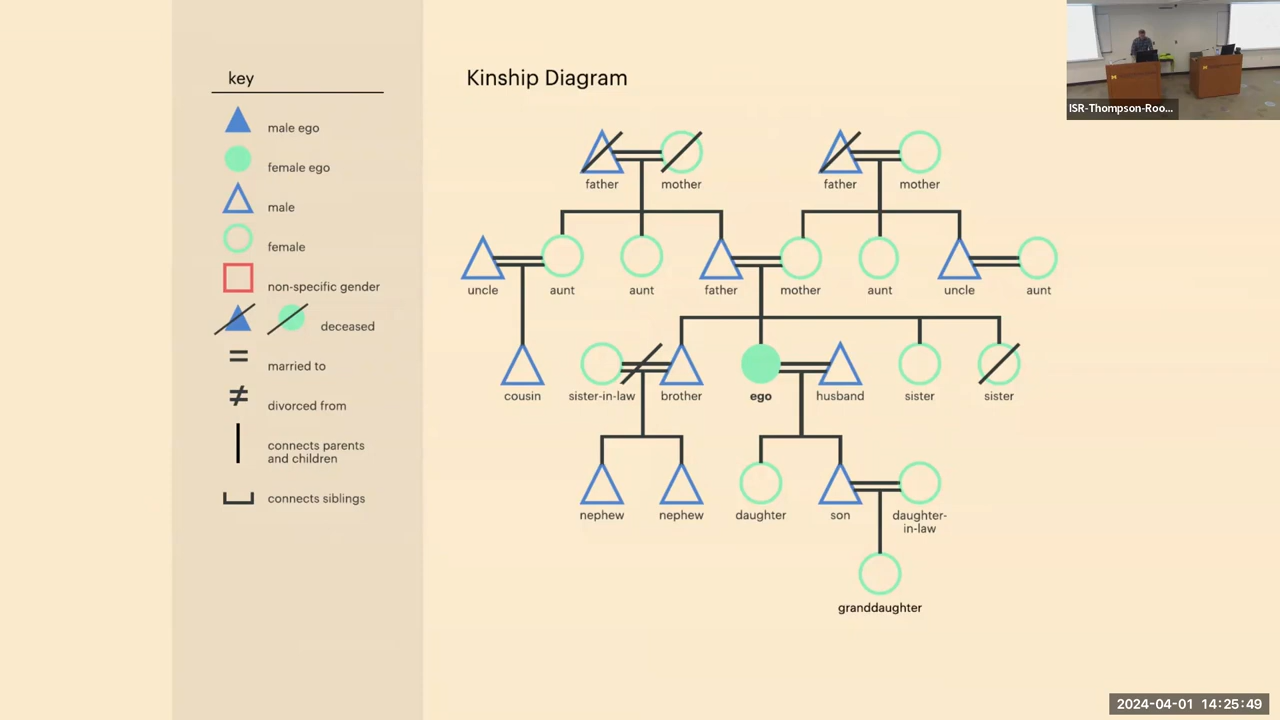 key
male ego
female ego
male
female
non-specific gender
deceased
married to
divorced from
connects parents
and children
connects siblings
Kinship Diagram
father mother father mother
uncle aunt aunt father mother aunt uncle aunt
cousin sister-in-law brother ego husband sister sister
nephew nephew daughter son daughter-
in-law
granddaughter
ISR-Thompson-Roo...
2024-04-01 14:25:49